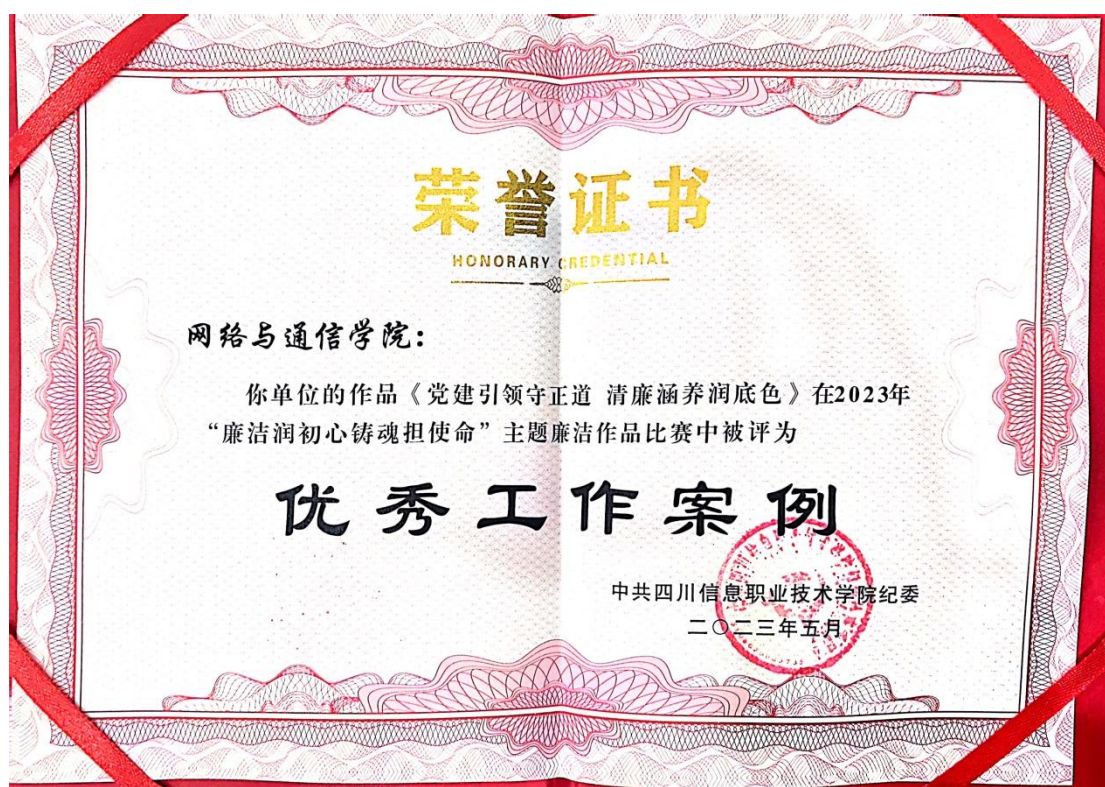 荣誉证书
HONORARY CREDENTIAL
网络与通信学院：
你单位的作品《党建引领守正道 清廉涵养润底色》在2023年
“廉洁润初心铸魂担使命”主题廉洁作品比赛中被评为
优秀工作案例
中共四川信息职业技术学院纪委
二〇二三年五月